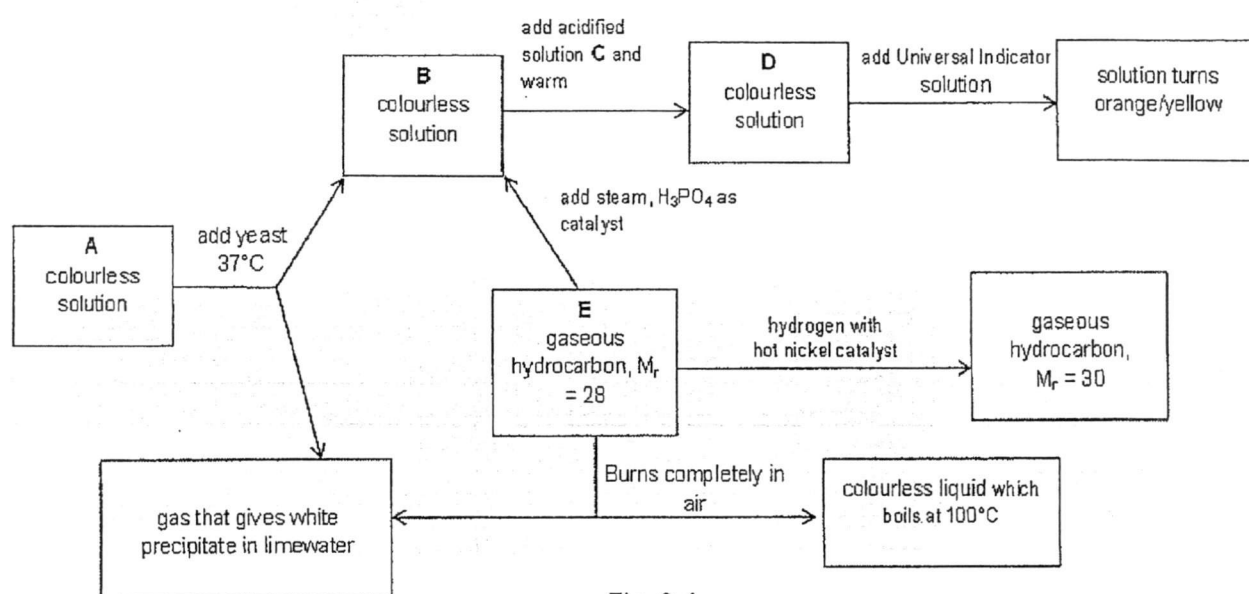 add acidified
solution C and
warm
B
colourless
solution
D
colourless
solution
add Universal Indicator
solution
solution turns
orange/yellow
add steam, H₃PO₄ as
catalyst
A
colourless
solution
add yeast
37°C
E
gaseous
hydrocarbon, Mᵣ
= 28
hydrogen with
hot nickel catalyst
gaseous
hydrocarbon,
Mᵣ = 30
Burns completely in
air
gas that gives white
precipitate in limewater
colourless liquid which
boils at 100°C